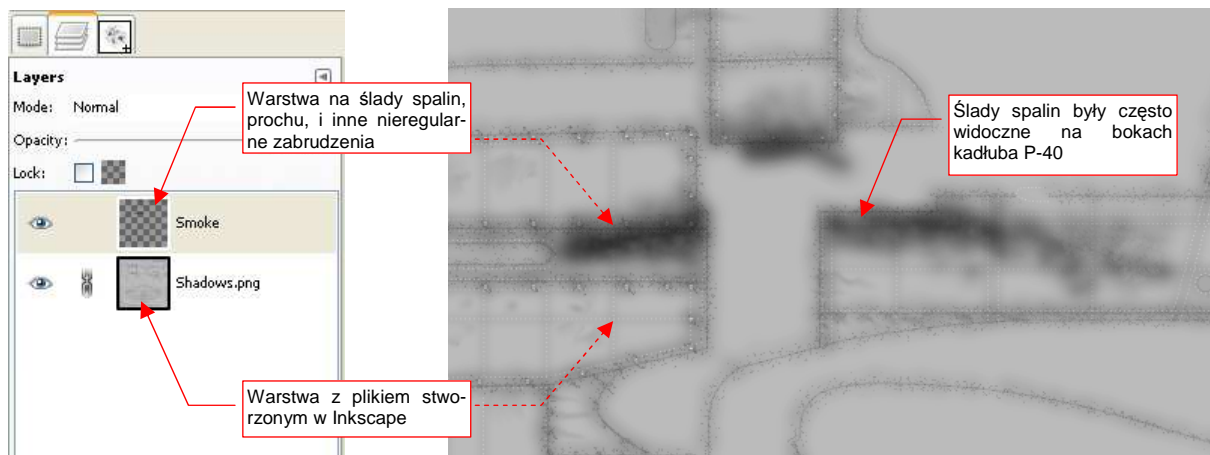 Layers
Mode: Normal
Opacity:
Lock:
Smoke
Shadows.png
Warstwa na ślady spalin,
prochu, i inne nieregular-
ne zabrudzenia
Warstwa z plikiem stwo-
rzonym w Inkscape
Ślady spalin były często
widoczne na bokach
kadłuba P-40